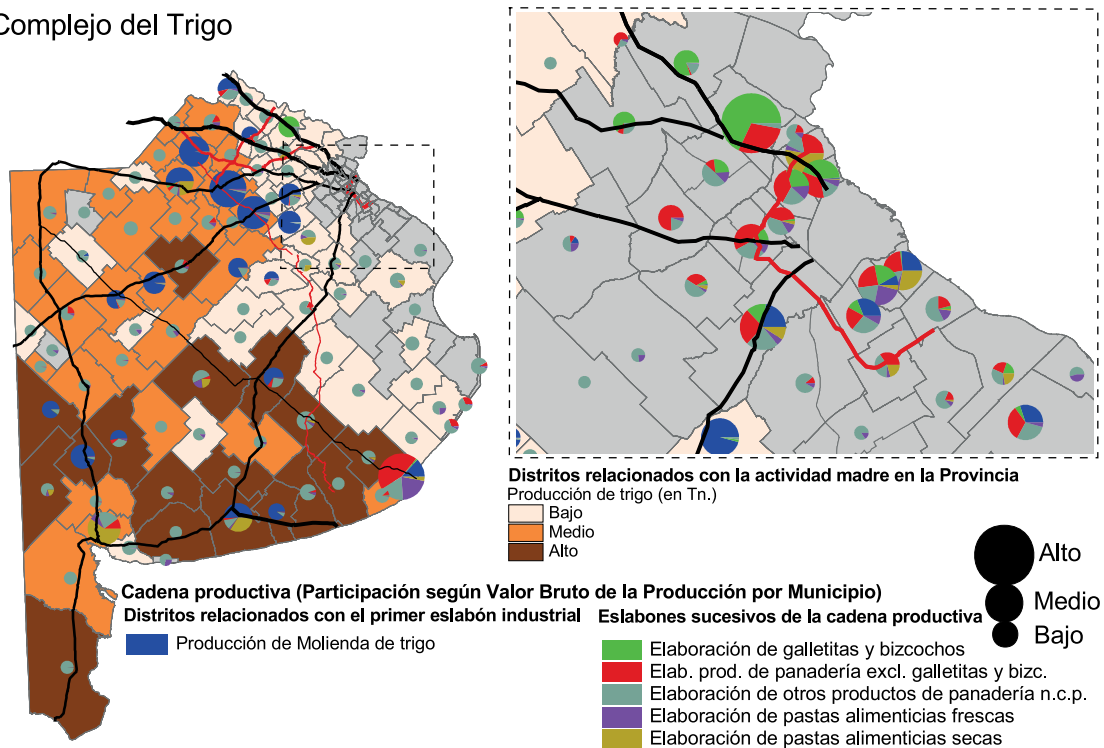 Complejo del Trigo
Distritos relacionados con la actividad madre en la Provincia
Producción de trigo (en Tn.)
Bajo
Medio
Alto
Alto
Medio
Bajo
Cadena productiva (Participación según Valor Bruto de la Producción por Municipio)
Distritos relacionados con el primer eslabón industrial
Producción de Molienda de trigo
Eslabones sucesivos de la cadena productiva
Elaboración de galletitas y bizcochos
Elab. prod. de panadería excl. galletitas y bizc.
Elaboración de otros productos de panadería n.c.p.
Elaboración de pastas alimenticias frescas
Elaboración de pastas alimenticias secas